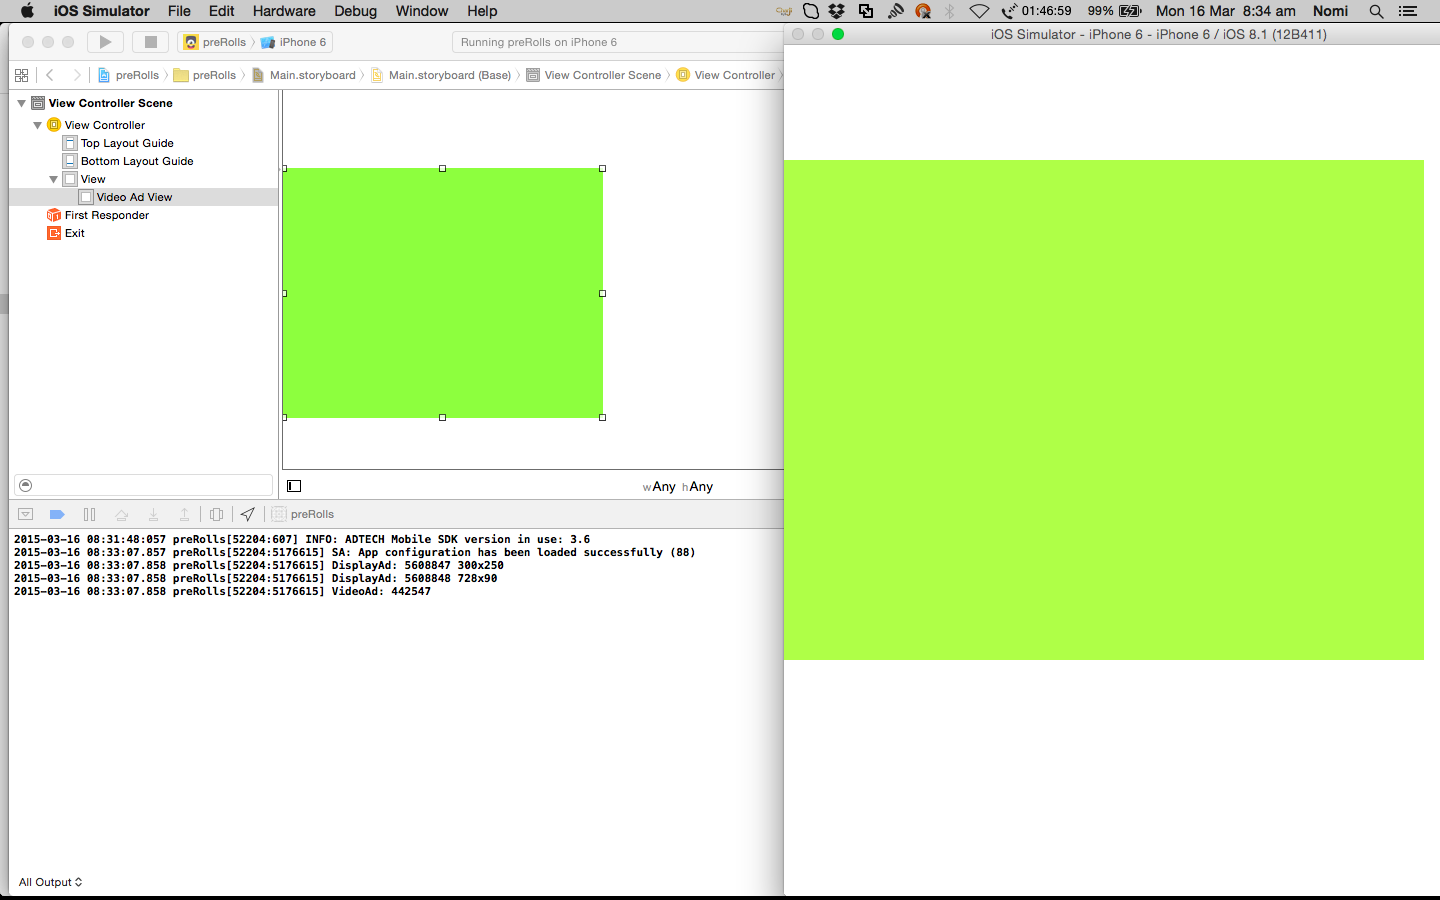 iOS Simulator File Edit Hardware Debug Window Help 01:46:59 99% Mon 16 Mar 8:34 am Nomi
preRolls iPhone 6 Running preRolls on iPhone 6
iOS Simulator - iPhone 6 - iPhone 6 / iOS 8.1 (12B411)
preRolls preRolls Main.storyboard Main.storyboard (Base) View Controller Scene View Controller
View Controller Scene
View Controller
Top Layout Guide
Bottom Layout Guide
View
Video Ad View
First Responder
Exit
wAny hAny
preRolls
2015-03-16 08:31:48:057 preRolls[52204:607] INFO: ADTECH Mobile SDK version in use: 3.6
2015-03-16 08:33:07.857 preRolls[52204:5176615] SA: App configuration has been loaded successfully (88)
2015-03-16 08:33:07.858 preRolls[52204:5176615] DisplayAd: 5608847 300x250
2015-03-16 08:33:07.858 preRolls[52204:5176615] DisplayAd: 5608848 728x90
2015-03-16 08:33:07.858 preRolls[52204:5176615] VideoAd: 442547
All Output